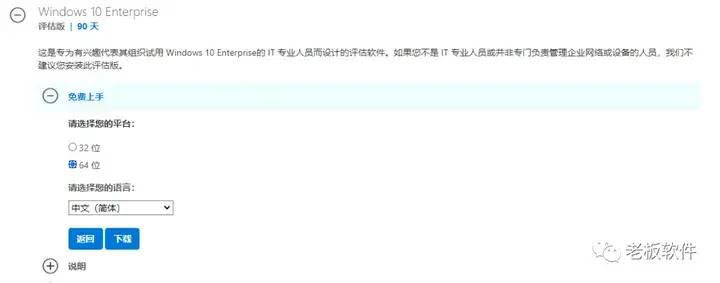 Windows 10 Enterprise
评估版 | 90 天
这是专为有兴趣代表其组织试用 Windows 10 Enterprise的 IT 专业人员而设计的评估软件。如果您不是 IT 专业人员或并非专门负责管理企业网络或设备的人员，我们不
建议您安装此评估版。
免费上手
请选择您的平台：
32 位
64 位
请选择您的语言：
中文（简体）
返回 下载
老板软件
说明